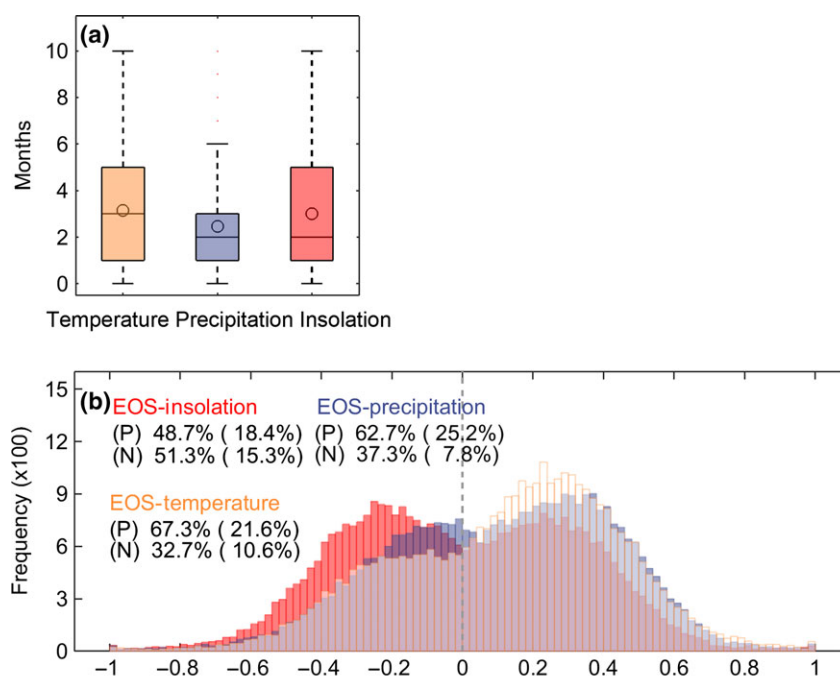 (a)
10
8
6
4
2
0
Months
Temperature Precipitation Insolation
(b)
15
12
9
6
3
0
Frequency (x100)
EOS-insolation
(P) 48.7% ( 18.4%)
(N) 51.3% ( 15.3%)
EOS-precipitation
(P) 62.7% ( 25.2%)
(N) 37.3% ( 7.8%)
EOS-temperature
(P) 67.3% ( 21.6%)
(N) 32.7% ( 10.6%)
−1 −0.8 −0.6 −0.4 −0.2 0 0.2 0.4 0.6 0.8 1